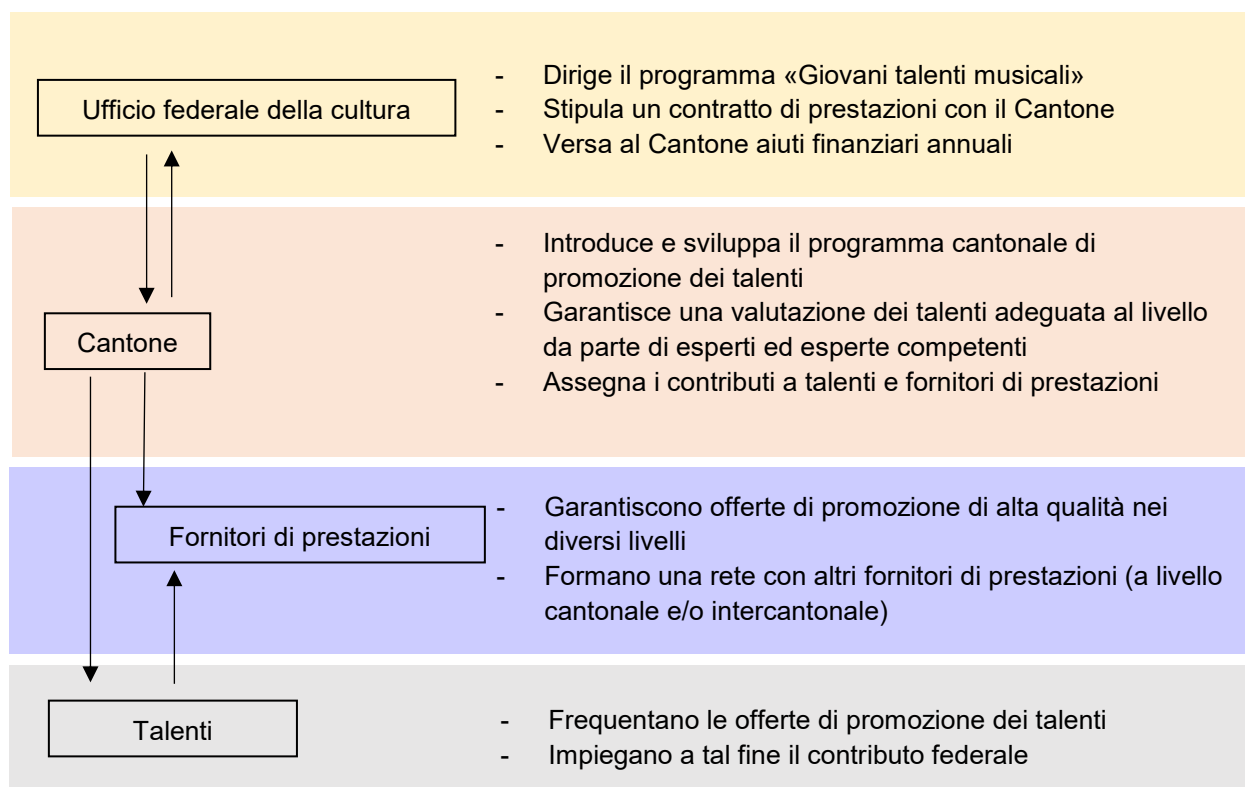 Ufficio federale della cultura
- Dirige il programma «Giovani talenti musicali»
- Stipula un contratto di prestazioni con il Cantone
- Versa al Cantone aiuti finanziari annuali
Cantone
- Introduce e sviluppa il programma cantonale di
promozione dei talenti
- Garantisce una valutazione dei talenti adeguata al livello
da parte di esperti ed esperte competenti
- Assegna i contributi a talenti e fornitori di prestazioni
Fornitori di prestazioni
- Garantiscono offerte di promozione di alta qualità nei
diversi livelli
- Formano una rete con altri fornitori di prestazioni (a livello
cantonale e/o intercantonale)
Talenti
- Frequentano le offerte di promozione dei talenti
- Impiegano a tal fine il contributo federale